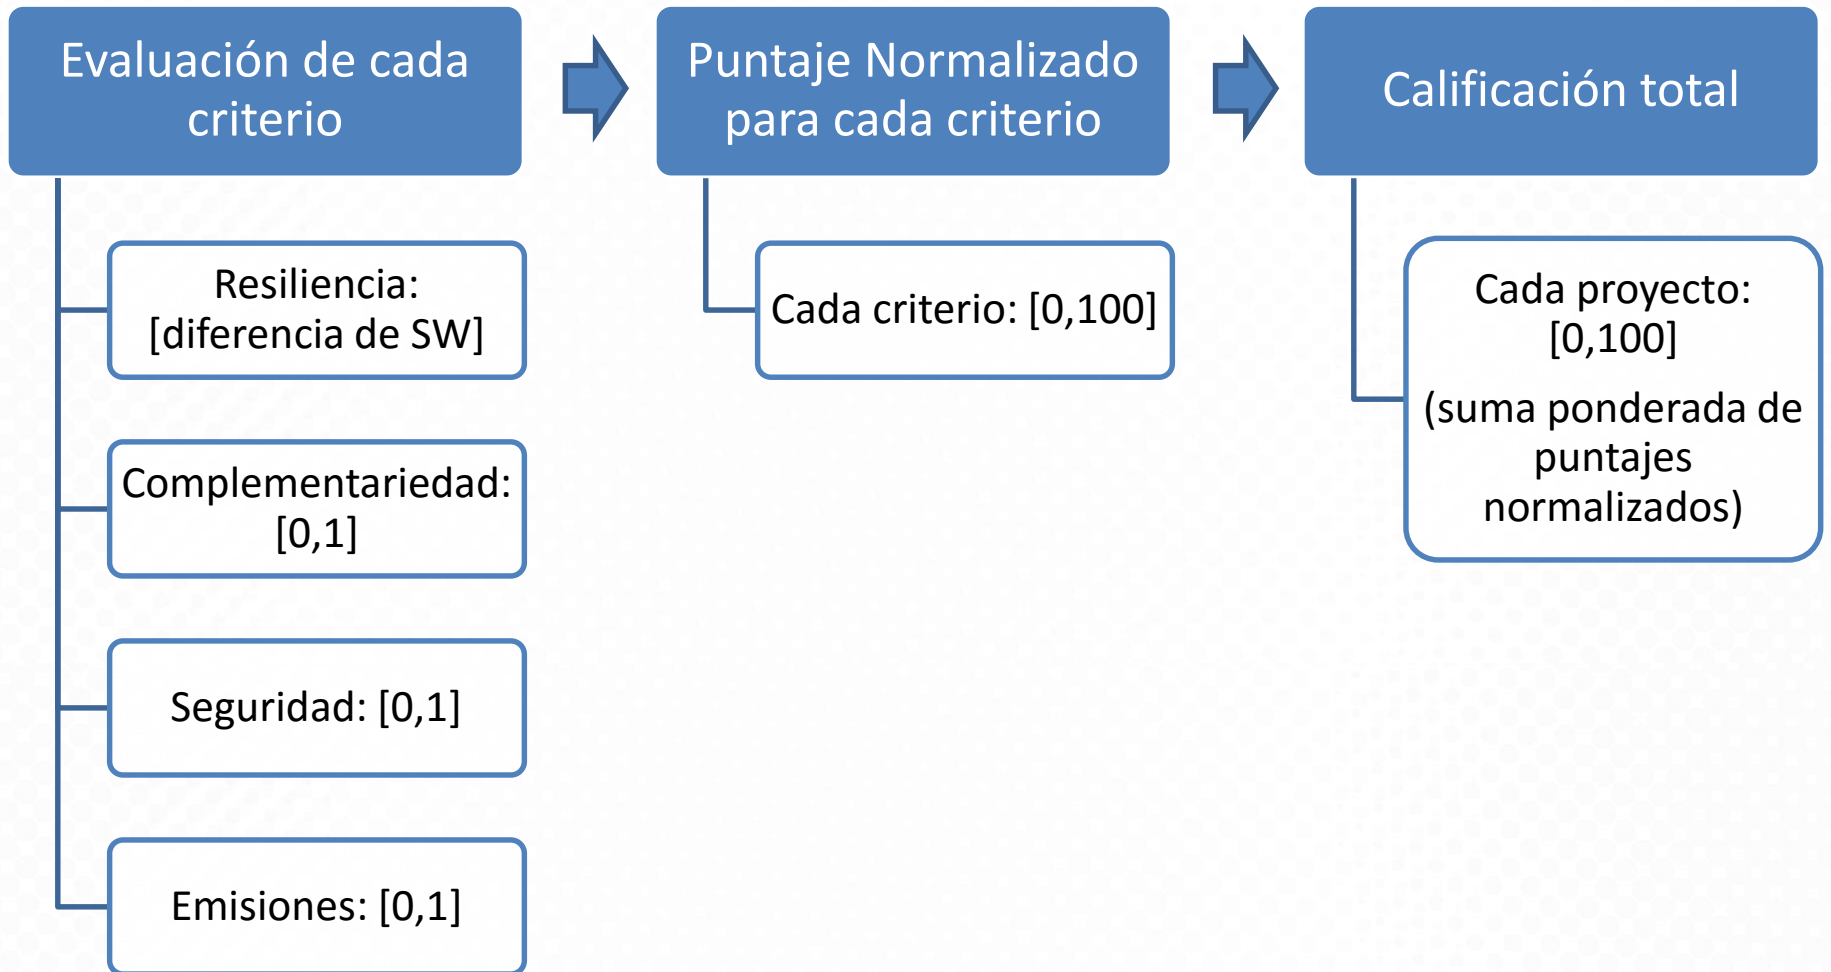 Evaluación de cada
criterio
Resiliencia:
[diferencia de SW]
Complementariedad:
[0,1]
Seguridad: [0,1]
Emisiones: [0,1]
Puntaje Normalizado
para cada criterio
Cada criterio: [0,100]
Calificación total
Cada proyecto:
[0,100]
(suma ponderada de
puntajes
normalizados)